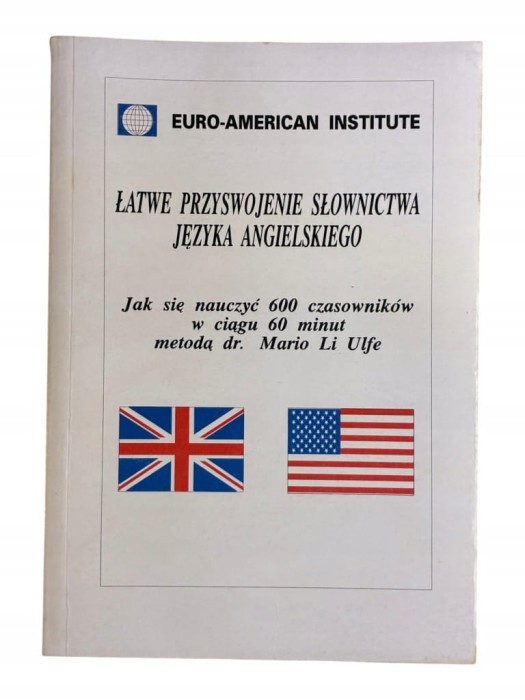 EURO-AMERICAN INSTITUTE
ŁATWE PRZYSWOJENIE SŁOWNICTWA
JĘZYKA ANGIELSKIEGO
Jak się nauczyć 600 czasowników
w ciągu 60 minut
metodą dr. Mario Li Ulfe